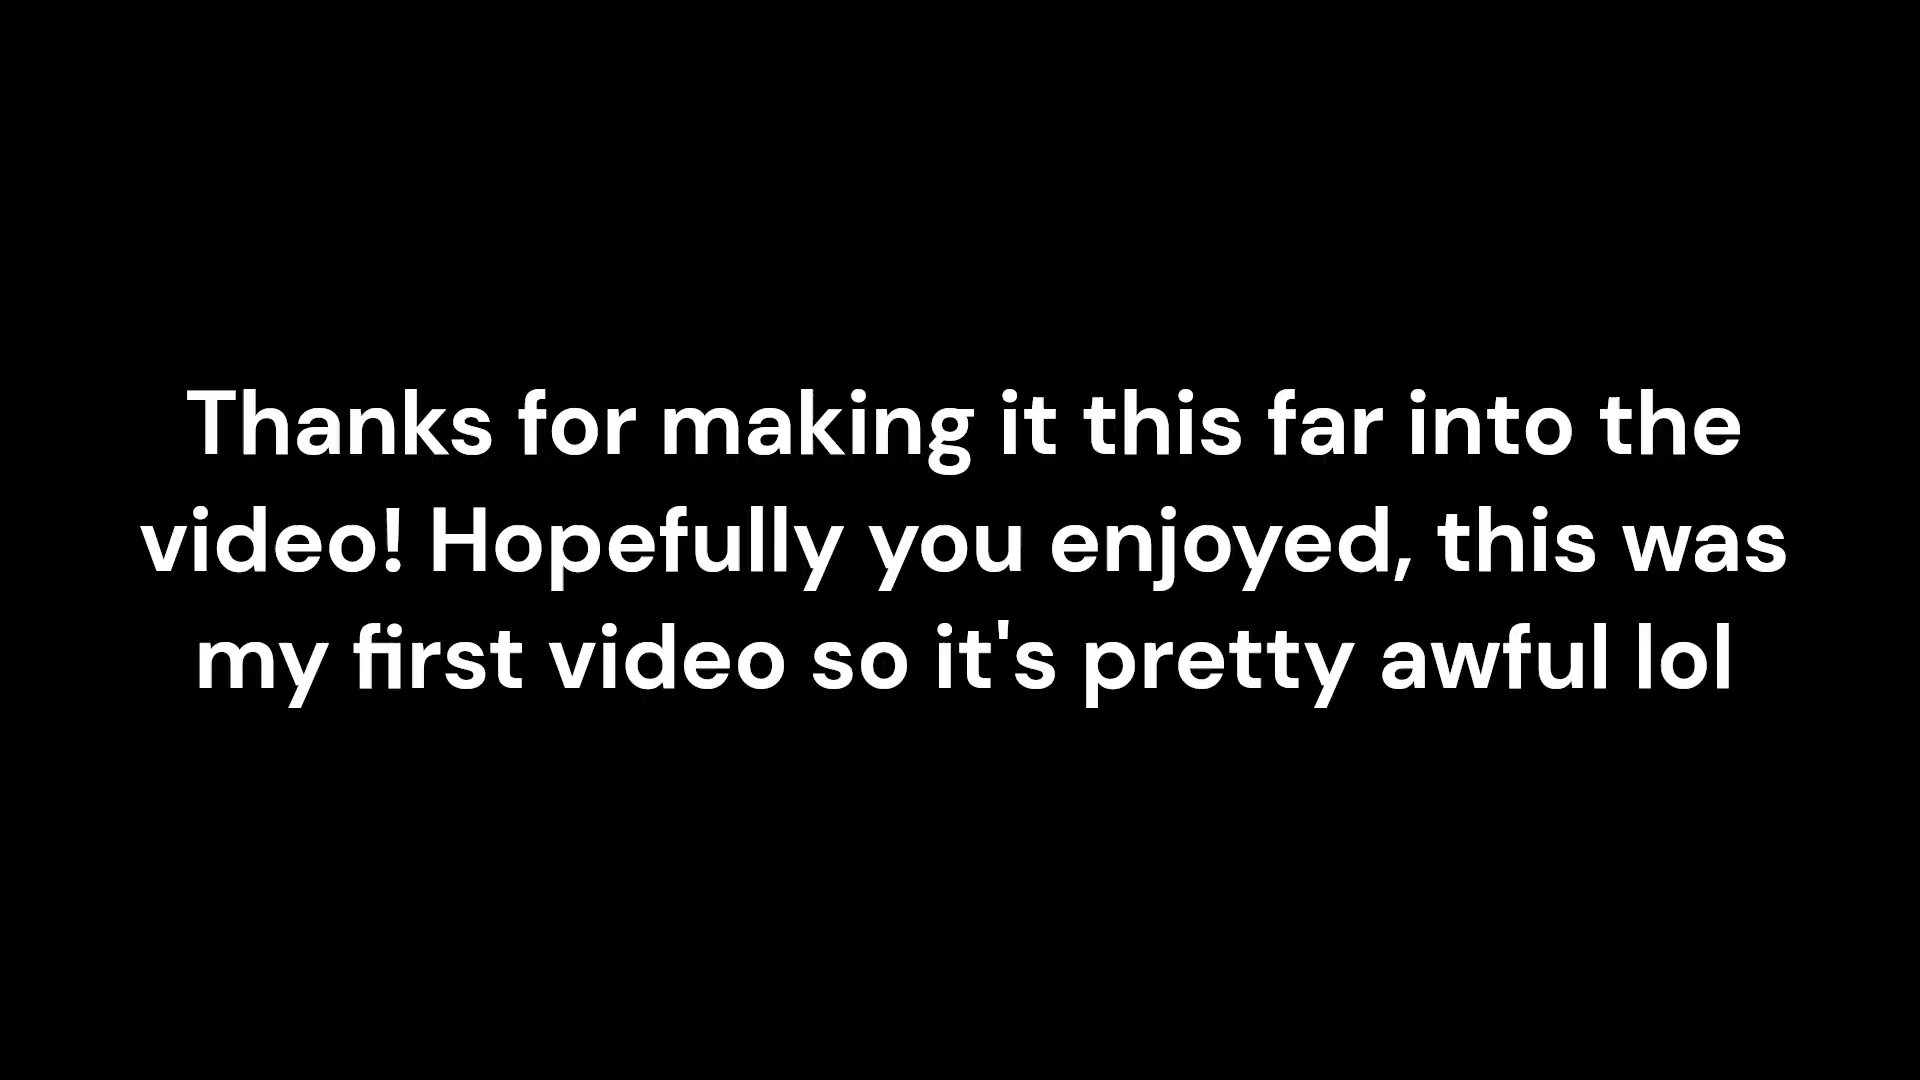 Thanks for making it this far into the
video! Hopefully you enjoyed, this was
my first video so it's pretty awful lol